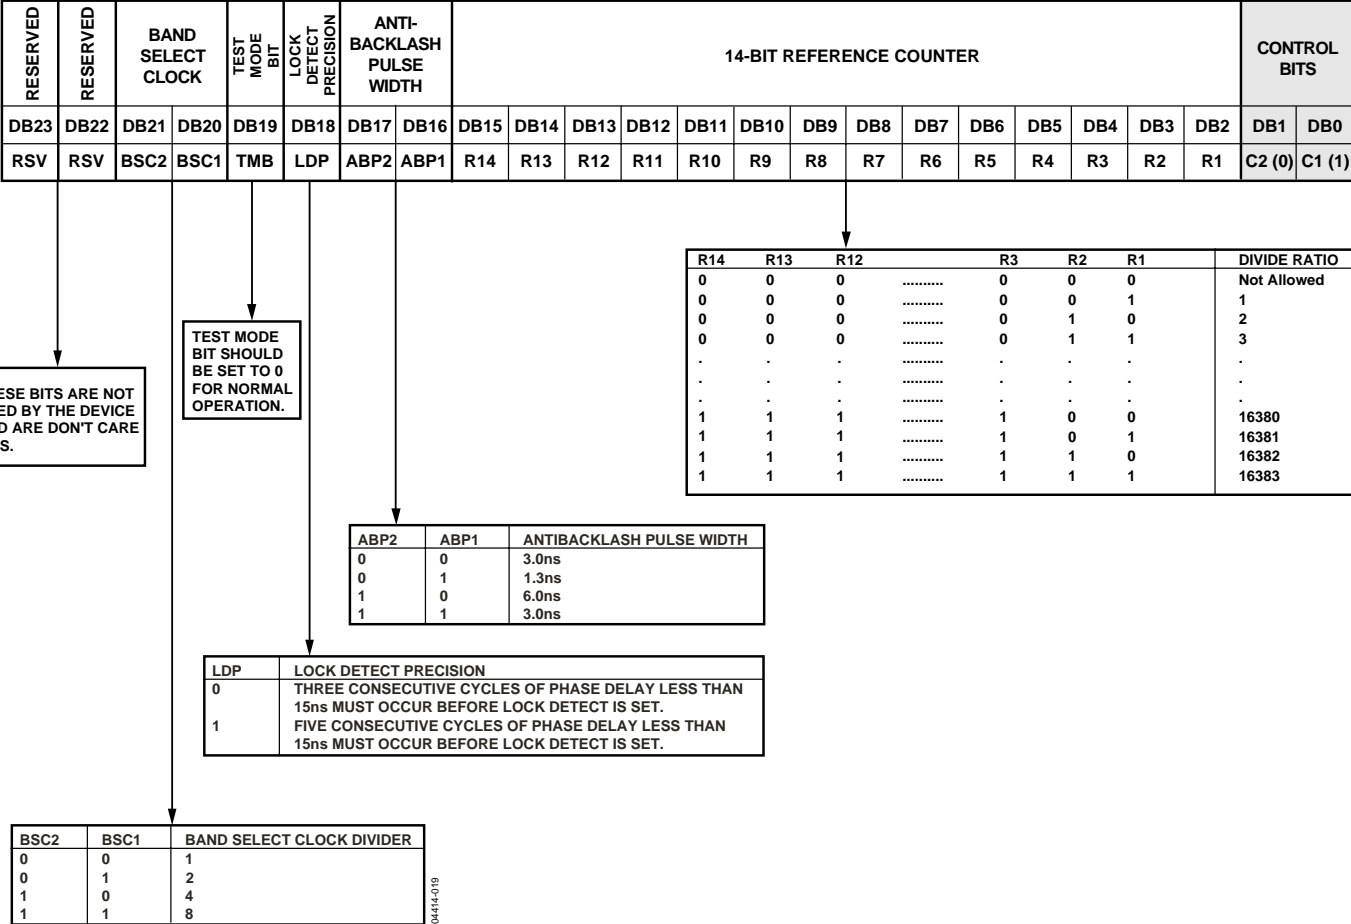 RESERVED
RESERVED
BAND
SELECT
CLOCK
TEST
MODE
BIT
LOCK
DETECT
PRECISION
ANTI-
BACKLASH
PULSE
WIDTH
14-BIT REFERENCE COUNTER
CONTROL
BITS
DB23 DB22 DB21 DB20 DB19 DB18 DB17 DB16 DB15 DB14 DB13 DB12 DB11 DB10 DB9 DB8 DB7 DB6 DB5 DB4 DB3 DB2 DB1 DB0
RSV RSV BSC2 BSC1 TMB LDP ABP2 ABP1 R14 R13 R12 R11 R10 R9 R8 R7 R6 R5 R4 R3 R2 R1 C2 (0) C1 (1)
R14 R13 R12 R3 R2 R1 DIVIDE RATIO
0 0 0 .......... 0 0 0 Not Allowed
0 0 0 .......... 0 0 1 1
0 0 0 .......... 0 1 0 2
0 0 0 .......... 0 1 1 3
. . . .......... . . . .
. . . .......... . . . .
. . . .......... . . . .
1 1 1 .......... 1 0 0 16380
1 1 1 .......... 1 0 1 16381
1 1 1 .......... 1 1 0 16382
1 1 1 .......... 1 1 1 16383
TEST MODE
BIT SHOULD
BE SET TO 0
FOR NORMAL
OPERATION.
ESE BITS ARE NOT
ED BY THE DEVICE
D ARE DON'T CARE
S.
ABP2 ABP1 ANTIBACKLASH PULSE WIDTH
0 0 3.0ns
0 1 1.3ns
1 0 6.0ns
1 1 3.0ns
LDP LOCK DETECT PRECISION
0 THREE CONSECUTIVE CYCLES OF PHASE DELAY LESS THAN
15ns MUST OCCUR BEFORE LOCK DETECT IS SET.
1 FIVE CONSECUTIVE CYCLES OF PHASE DELAY LESS THAN
15ns MUST OCCUR BEFORE LOCK DETECT IS SET.
BSC2 BSC1 BAND SELECT CLOCK DIVIDER
0 0 1
0 1 2
1 0 4
1 1 8
04414-019